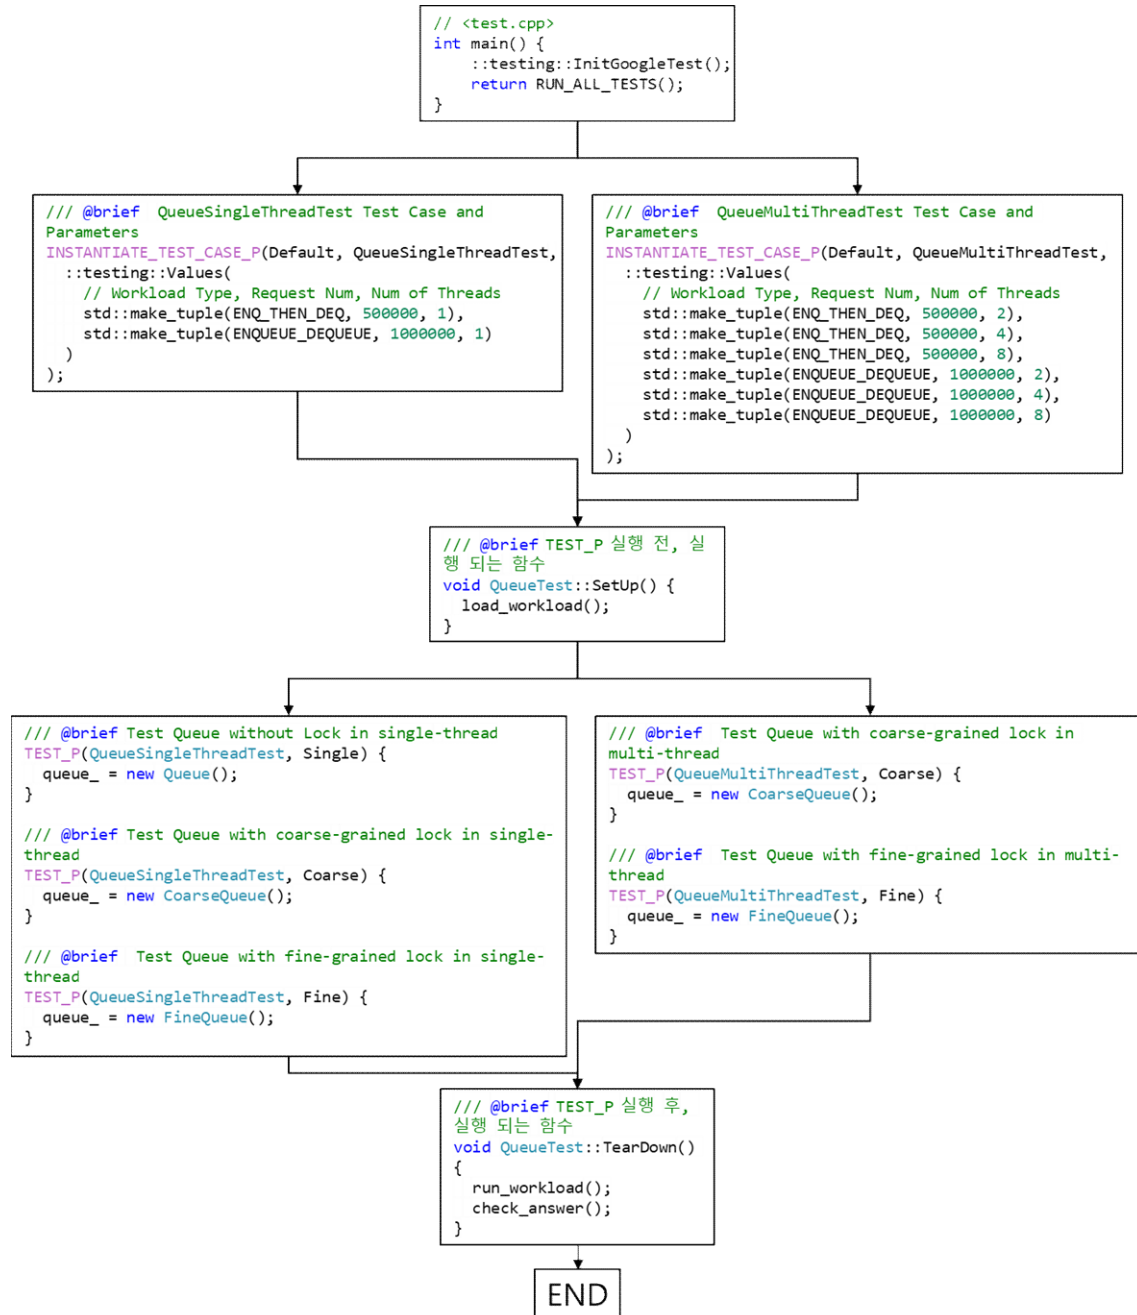 // <test.cpp>
int main() {
    ::testing::InitGoogleTest();
    return RUN_ALL_TESTS();
}
/// @brief  QueueSingleThreadTest Test Case and
Parameters
INSTANTIATE_TEST_CASE_P(Default, QueueSingleThreadTest,
  ::testing::Values(
    // Workload Type, Request Num, Num of Threads
    std::make_tuple(ENQ_THEN_DEQ, 500000, 1),
    std::make_tuple(ENQUEUE_DEQUEUE, 1000000, 1)
  )
);
/// @brief  QueueMultiThreadTest Test Case and
Parameters
INSTANTIATE_TEST_CASE_P(Default, QueueMultiThreadTest,
  ::testing::Values(
    // Workload Type, Request Num, Num of Threads
    std::make_tuple(ENQ_THEN_DEQ, 500000, 2),
    std::make_tuple(ENQ_THEN_DEQ, 500000, 4),
    std::make_tuple(ENQ_THEN_DEQ, 500000, 8),
    std::make_tuple(ENQUEUE_DEQUEUE, 1000000, 2),
    std::make_tuple(ENQUEUE_DEQUEUE, 1000000, 4),
    std::make_tuple(ENQUEUE_DEQUEUE, 1000000, 8)
  )
);
/// @brief TEST_P 실행 전, 실
행 되는 함수
void QueueTest::SetUp() {
  load_workload();
}
/// @brief Test Queue without Lock in single-thread
TEST_P(QueueSingleThreadTest, Single) {
  queue_ = new Queue();
}
/// @brief Test Queue with coarse-grained lock in single-
thread
TEST_P(QueueSingleThreadTest, Coarse) {
  queue_ = new CoarseQueue();
}
/// @brief  Test Queue with fine-grained lock in single-
thread
TEST_P(QueueSingleThreadTest, Fine) {
  queue_ = new FineQueue();
}
/// @brief  Test Queue with coarse-grained lock in
multi-thread
TEST_P(QueueMultiThreadTest, Coarse) {
  queue_ = new CoarseQueue();
}
/// @brief  Test Queue with fine-grained lock in multi-
thread
TEST_P(QueueMultiThreadTest, Fine) {
  queue_ = new FineQueue();
}
/// @brief TEST_P 실행 후,
실행 되는 함수
void QueueTest::TearDown()
{
  run_workload();
  check_answer();
}
END